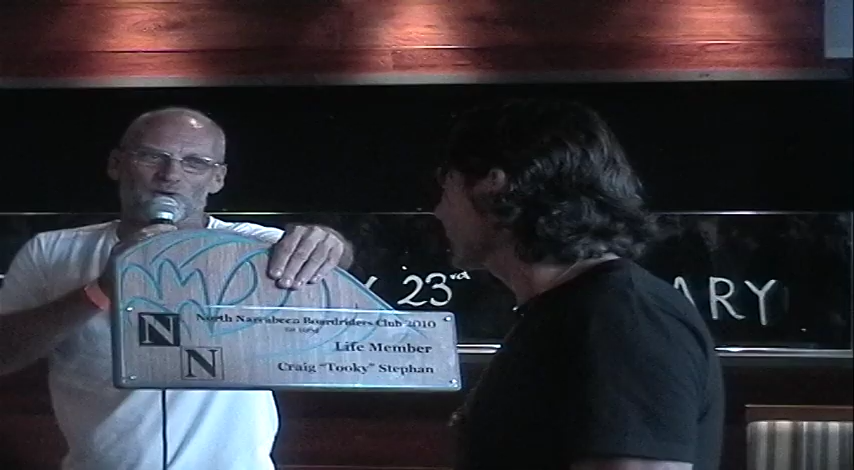 Y 23rd ARY
North Narrabeen Boardriders Club 2010
Life Member
Craig "Tooky" Stephan
N
N